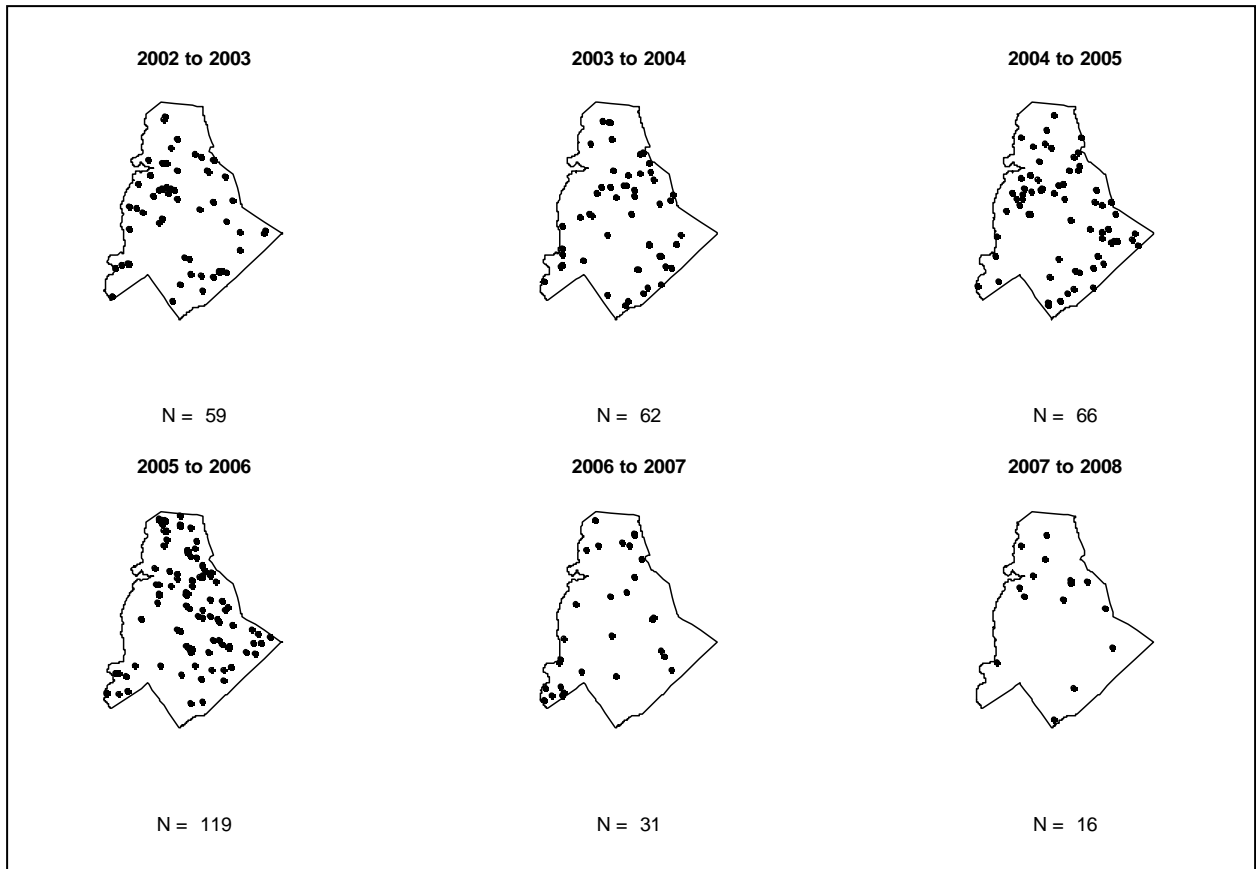 2002 to 2003
2003 to 2004
2004 to 2005
N = 59
N = 62
N = 66
2005 to 2006
2006 to 2007
2007 to 2008
N = 119
N = 31
N = 16